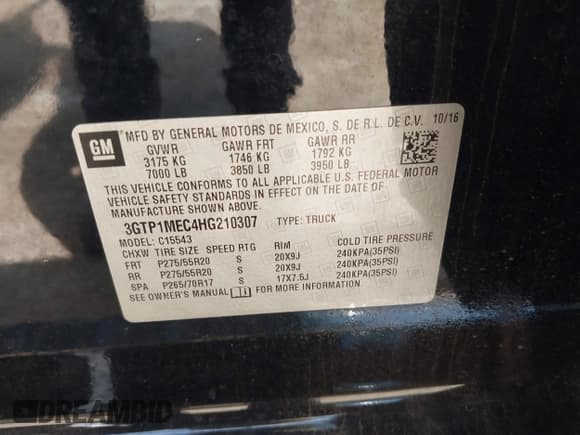 GM
MFD BY GENERAL MOTORS DE MEXICO, S. DE R.L. DE C.V. 10/16
GVWR GAWR FRT GAWR RR
3175 KG 1746 KG 1792 KG
7000 LB 3850 LB 3950 LB
THIS VEHICLE CONFORMS TO ALL APPLICABLE U.S. FEDERAL MOTOR
VEHICLE SAFETY STANDARDS IN EFFECT ON THE DATE OF
MANUFACTURE SHOWN ABOVE.
3GTP1MEC4HG210307 TYPE: TRUCK
MODEL: C15543
CHXW TIRE SIZE SPEED RTG RIM COLD TIRE PRESSURE
FRT P275/55R20 S 20X9J 240KPA(35PSI)
RR P275/55R20 S 20X9J 240KPA(35PSI)
SPA P265/70R17 S 17X7.5J 240KPA(35PSI)
SEE OWNER'S MANUAL FOR MORE INFORMATION
DREAMBID